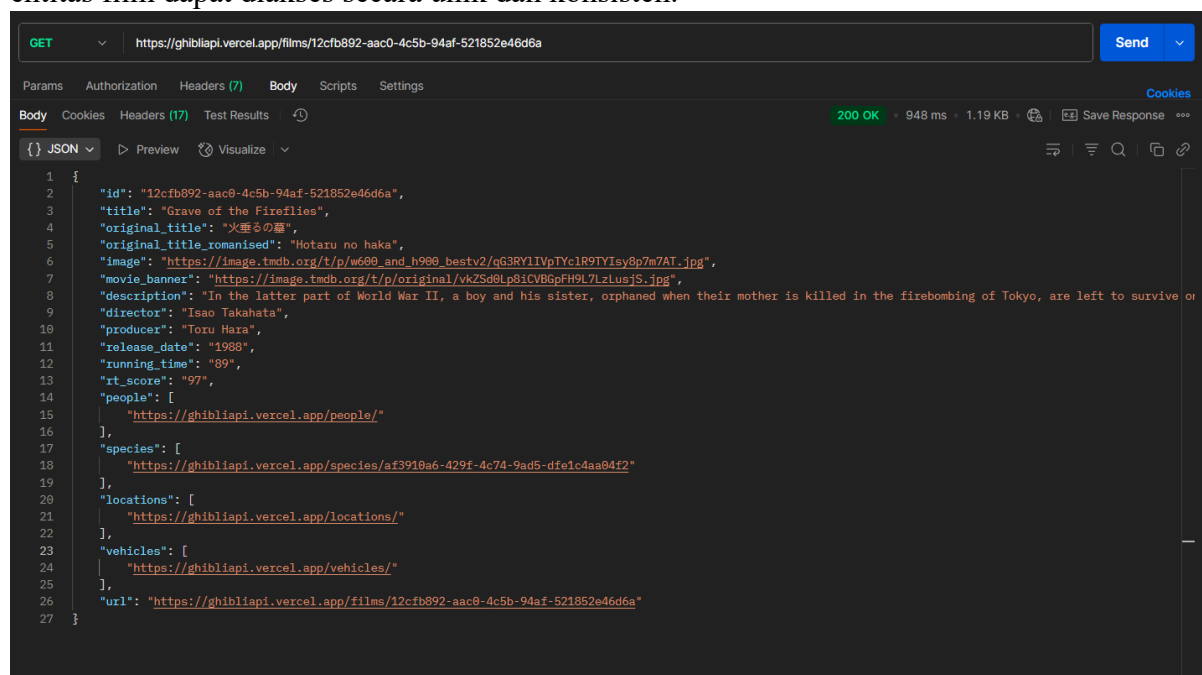 entitas film dapat diakses secara unik dan konsisten.
GET https://ghibliapi.vercel.app/films/12cfb892-aac0-4c5b-94af-521852e46d6a Send
Params Authorization Headers (7) Body Scripts Settings Cookies
Body Cookies Headers (17) Test Results 200 OK 948 ms 1.19 KB Save Response
{} JSON Preview Visualize
1 {
2 "id": "12cfb892-aac0-4c5b-94af-521852e46d6a",
3 "title": "Grave of the Fireflies",
4 "original_title": "火垂るの墓",
5 "original_title_romanised": "Hotaru no haka",
6 "image": "https://image.tmdb.org/t/p/w600_and_h900_bestv2/qG3RYlIVpTYclR9TYIsy8p7m7AT.jpg",
7 "movie_banner": "https://image.tmdb.org/t/p/original/vkZSd0Lp8iCVBGpFH9L7LzLusjS.jpg",
8 "description": "In the latter part of World War II, a boy and his sister, orphaned when their mother is killed in the firebombing of Tokyo, are left to survive
9 "director": "Isao Takahata",
10 "producer": "Toru Hara",
11 "release_date": "1988",
12 "running_time": "89",
13 "rt_score": "97",
14 "people": [
15 "https://ghibliapi.vercel.app/people/"
16 ],
17 "species": [
18 "https://ghibliapi.vercel.app/species/af3910a6-429f-4c74-9ad5-dfe1c4aa04f2"
19 ],
20 "locations": [
21 "https://ghibliapi.vercel.app/locations/"
22 ],
23 "vehicles": [
24 "https://ghibliapi.vercel.app/vehicles/"
25 ],
26 "url": "https://ghibliapi.vercel.app/films/12cfb892-aac0-4c5b-94af-521852e46d6a"
27 }